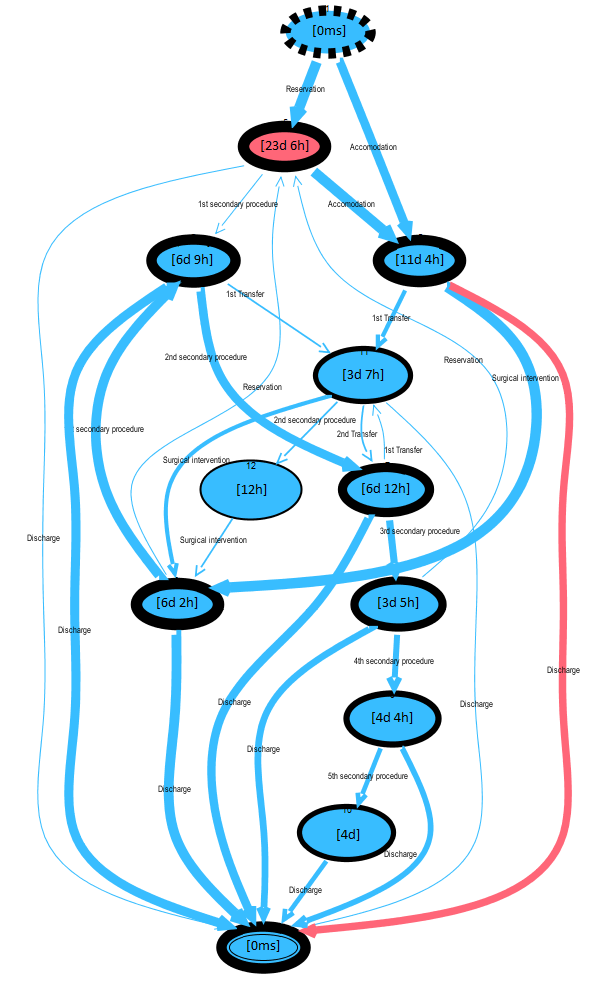 [0ms]
Reservation
Accomodation
[23d 6h]
1st secondary procedure
Accomodation
[6d 9h]
[11d 4h]
1st Transfer
1st Transfer
2nd secondary procedure
Reservation
[3d 7h]
Reservation
Surgical intervention
2nd secondary procedure
secondary procedure
2nd Transfer
1st Transfer
Surgical intervention
12
[12h]
[6d 12h]
3rd secondary procedure
Discharge
Surgical intervention
[6d 2h]
[3d 5h]
Discharge
4th secondary procedure
Discharge
Discharge
Discharge
[4d 4h]
Discharge
5th secondary procedure
Discharge
10
[4d]
Discharge
Discharge
[0ms]